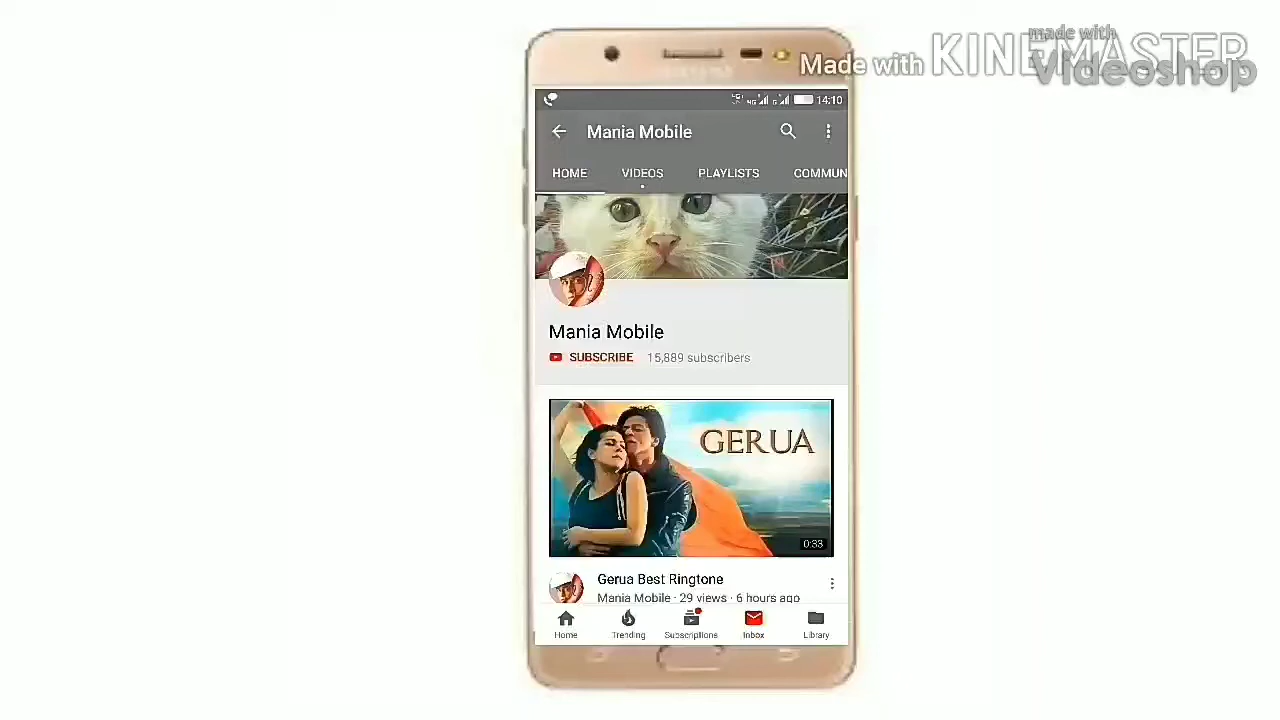 made with
Made with KINEMASTER
Videoshop
14:10
Mania Mobile
HOME VIDEOS PLAYLISTS COMMUN
Mania Mobile
SUBSCRIBE 15,889 subscribers
GERUA
0:33
Gerua Best Ringtone
Mania Mobile · 29 views · 6 hours ago
Home Trending Subscriptions Inbox Library